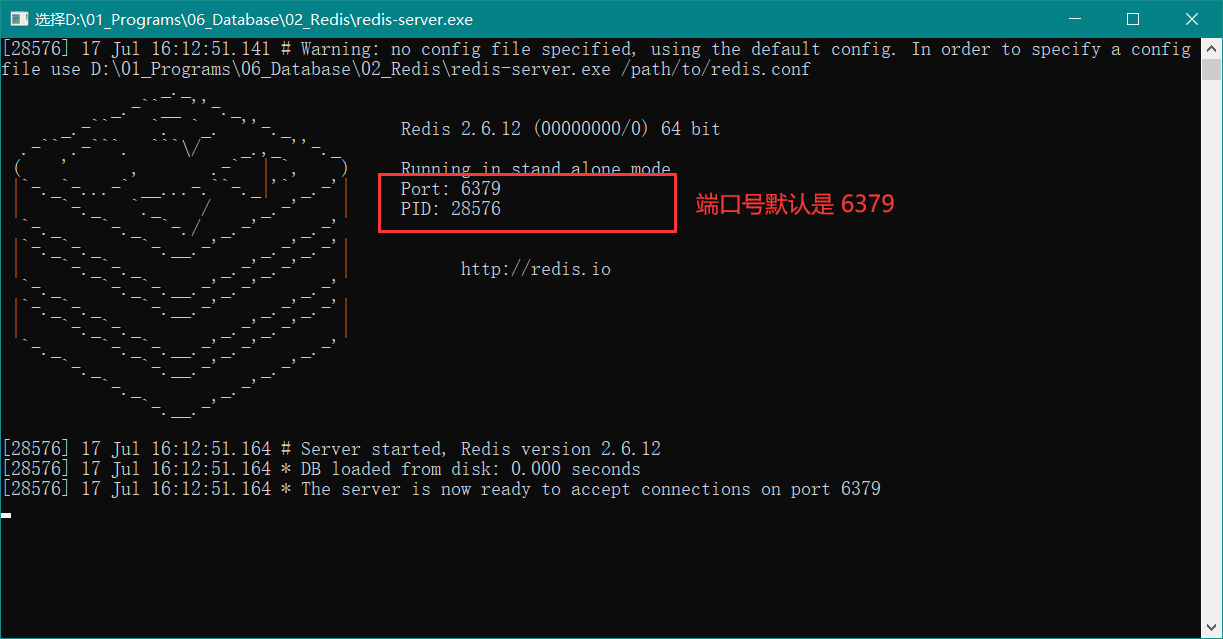 选择D:\01_Programs\06_Database\02_Redis\redis-server.exe
[28576] 17 Jul 16:12:51.141 # Warning: no config file specified, using the default config. In order to specify a config
file use D:\01_Programs\06_Database\02_Redis\redis-server.exe /path/to/redis.conf
Redis 2.6.12 (00000000/0) 64 bit
Running in stand alone mode
Port: 6379
PID: 28576
端口号默认是 6379
http://redis.io
[28576] 17 Jul 16:12:51.164 # Server started, Redis version 2.6.12
[28576] 17 Jul 16:12:51.164 * DB loaded from disk: 0.000 seconds
[28576] 17 Jul 16:12:51.164 * The server is now ready to accept connections on port 6379